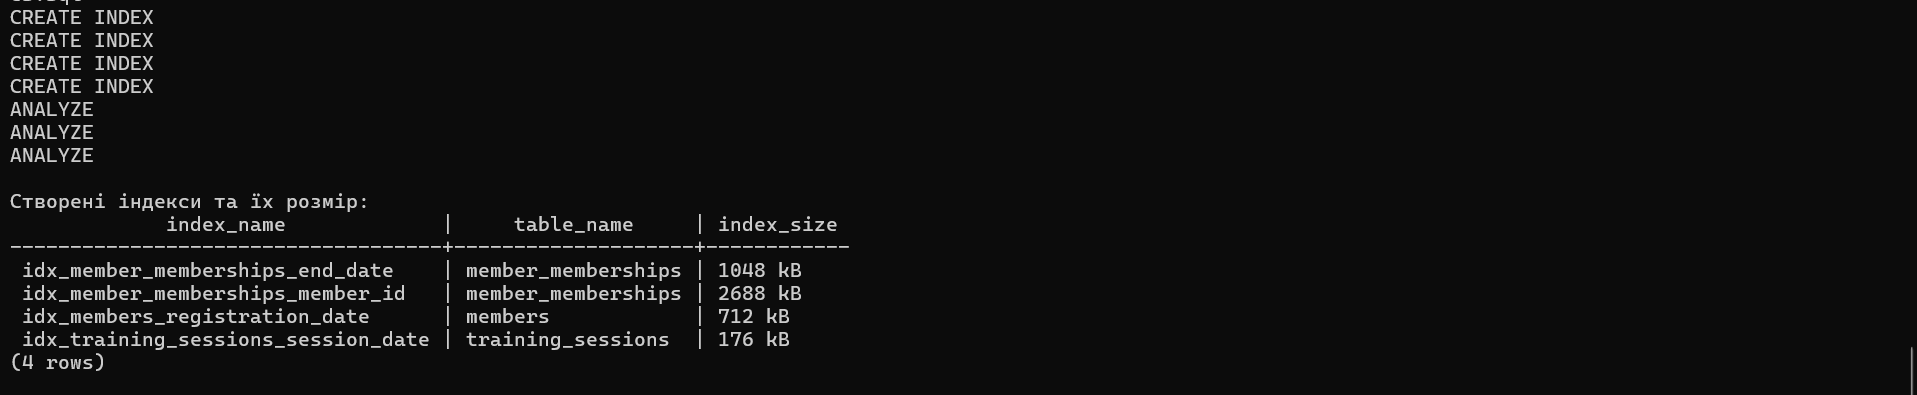 CREATE INDEX
CREATE INDEX
CREATE INDEX
CREATE INDEX
ANALYZE
ANALYZE
ANALYZE
Створені індекси та їх розмір:
index_name | table_name | index_size
------------------------------------+--------------------+------------
idx_member_memberships_end_date | member_memberships | 1048 kB
idx_member_memberships_member_id | member_memberships | 2688 kB
idx_members_registration_date | members | 712 kB
idx_training_sessions_session_date | training_sessions | 176 kB
(4 rows)